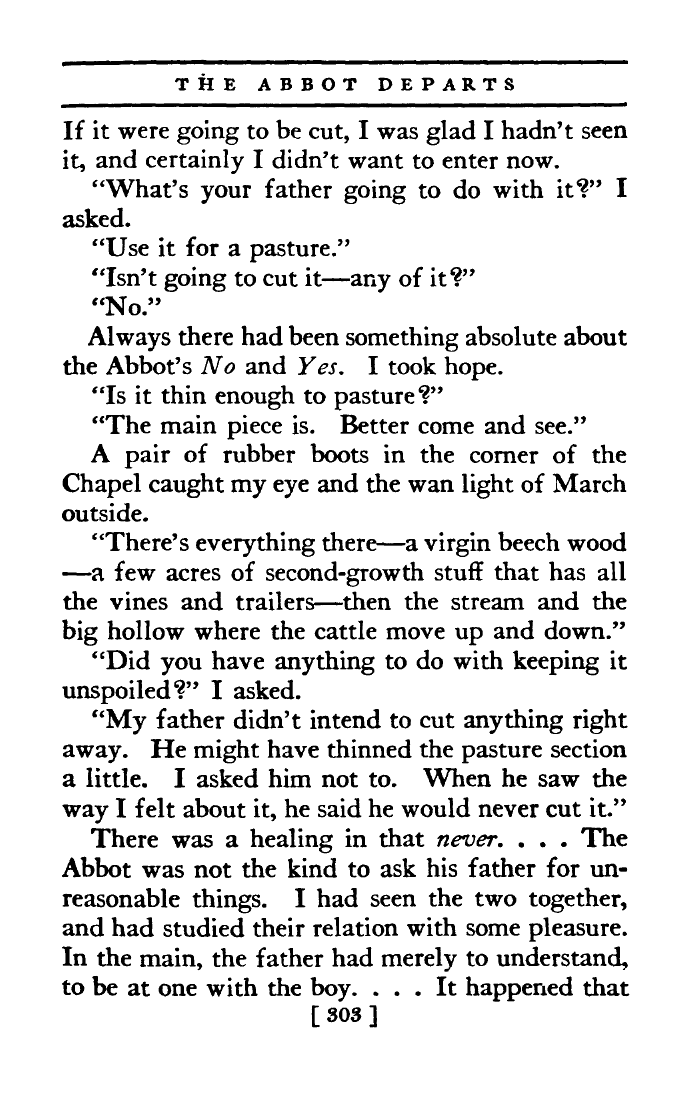 THE ABBOT DEPARTS
If it were going to be cut, I was glad I hadn't seen
it, and certainly I didn't want to enter now.
"What's your father going to do with it?" I
asked.
"Use it for a pasture."
"Isn't going to cut it—any of it?"
"No."
Always there had been something absolute about
the Abbot's No and Yes. I took hope.
"Is it thin enough to pasture?"
"The main piece is. Better come and see."
A pair of rubber boots in the corner of the
Chapel caught my eye and the wan light of March
outside.
"There's everything there—a virgin beech wood
—a few acres of second-growth stuff that has all
the vines and trailers—then the stream and the
big hollow where the cattle move up and down."
"Did you have anything to do with keeping it
unspoiled?" I asked.
"My father didn't intend to cut anything right
away. He might have thinned the pasture section
a little. I asked him not to. When he saw the
way I felt about it, he said he would never cut it."
There was a healing in that never. . . . The
Abbot was not the kind to ask his father for un-
reasonable things. I had seen the two together,
and had studied their relation with some pleasure.
In the main, the father had merely to understand,
to be at one with the boy. . . . It happened that
[ 303 ]